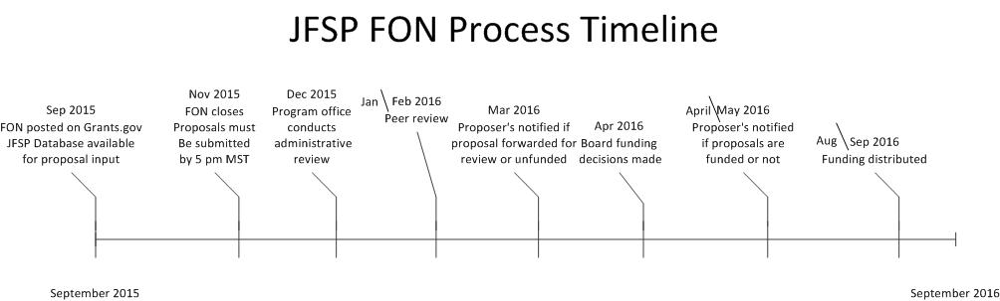 JFSP FON Process Timeline
Sep 2015
FON posted on Grants.gov
JFSP Database available
for proposal input
Nov 2015
FON closes
Proposals must
Be submitted
by 5 pm MST
Dec 2015
Program office
conducts
administrative
review
Jan \ Feb 2016
Peer review
Mar 2016
Proposer's notified if
proposal forwarded for
review or unfunded
Apr 2016
Board funding
decisions made
April\May 2016
Proposer's notified
if proposals are
funded or not
Aug \ Sep 2016
Funding distributed
September 2015
September 2016